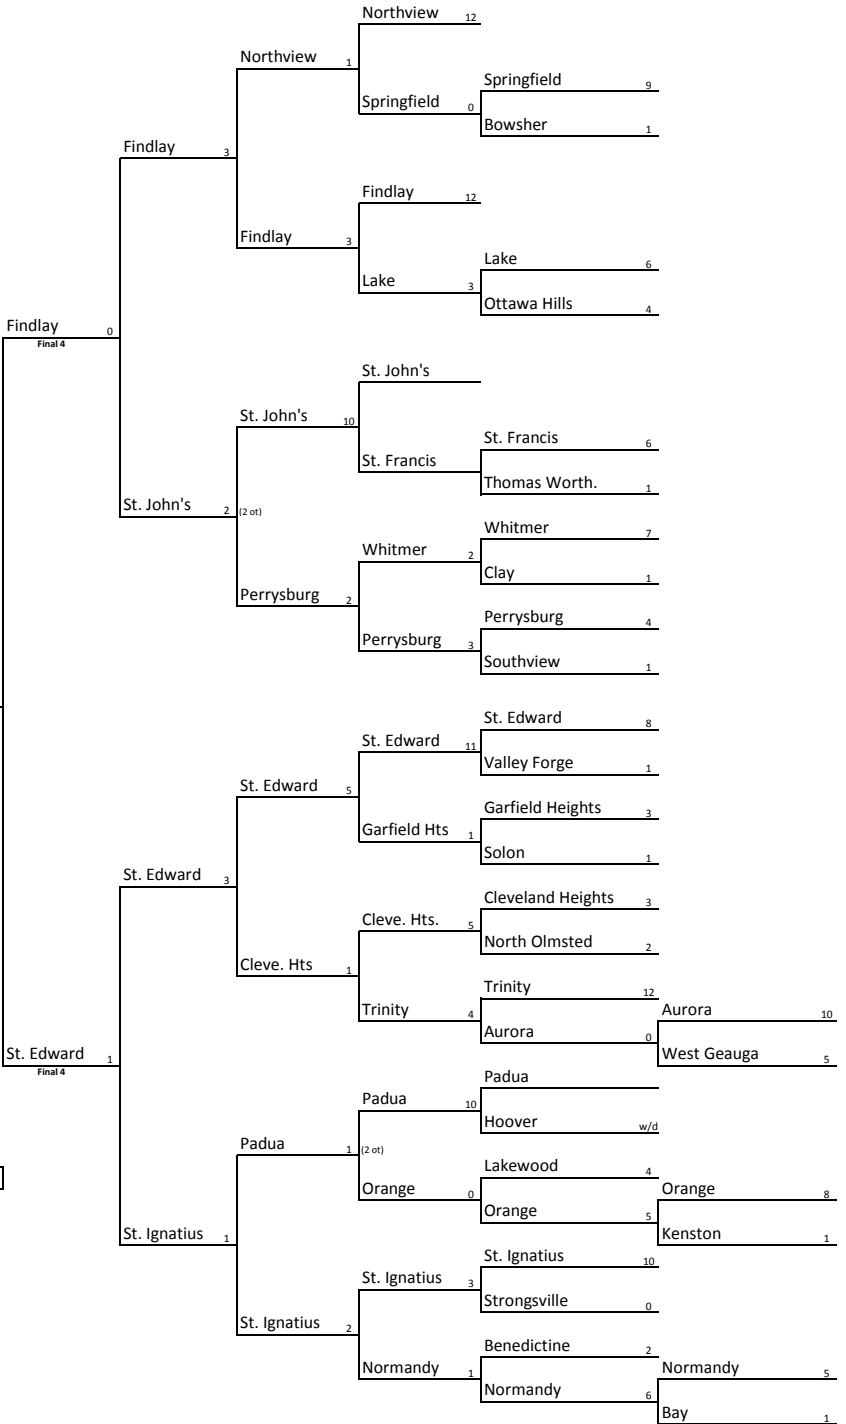 Northview 12
Northview 1
Springfield 9
Springfield 0
Bowsher 1
Findlay 3
Findlay 12
Findlay 3
Lake 6
Lake 3
Ottawa Hills 4
Findlay 0
Final 4
St. John's
St. John's 10
St. Francis 6
St. Francis
Thomas Worth. 1
St. John's 2 (2 ot)
Whitmer 7
Whitmer 2
Clay 1
Perrysburg 2
Perrysburg 4
Perrysburg 3
Southview 1
St. Edward 8
St. Edward 11
Valley Forge 1
St. Edward 5
Garfield Heights 3
Garfield Hts 1
Solon 1
St. Edward 3
Cleveland Heights 3
Cleve. Hts. 5
North Olmsted 2
Cleve. Hts 1
Trinity 12
Trinity 4
Aurora 10
Aurora 0
West Geauga 5
St. Edward 1
Final 4
Padua
Padua 10
Hoover w/d
Padua 1 (2 ot)
Lakewood 4
Orange 0
Orange 8
Orange 5
Kenston 1
St. Ignatius 1
St. Ignatius 10
St. Ignatius 3
Strongsville 0
St. Ignatius 2
Benedictine 2
Normandy 1
Normandy 5
Normandy 6
Bay 1